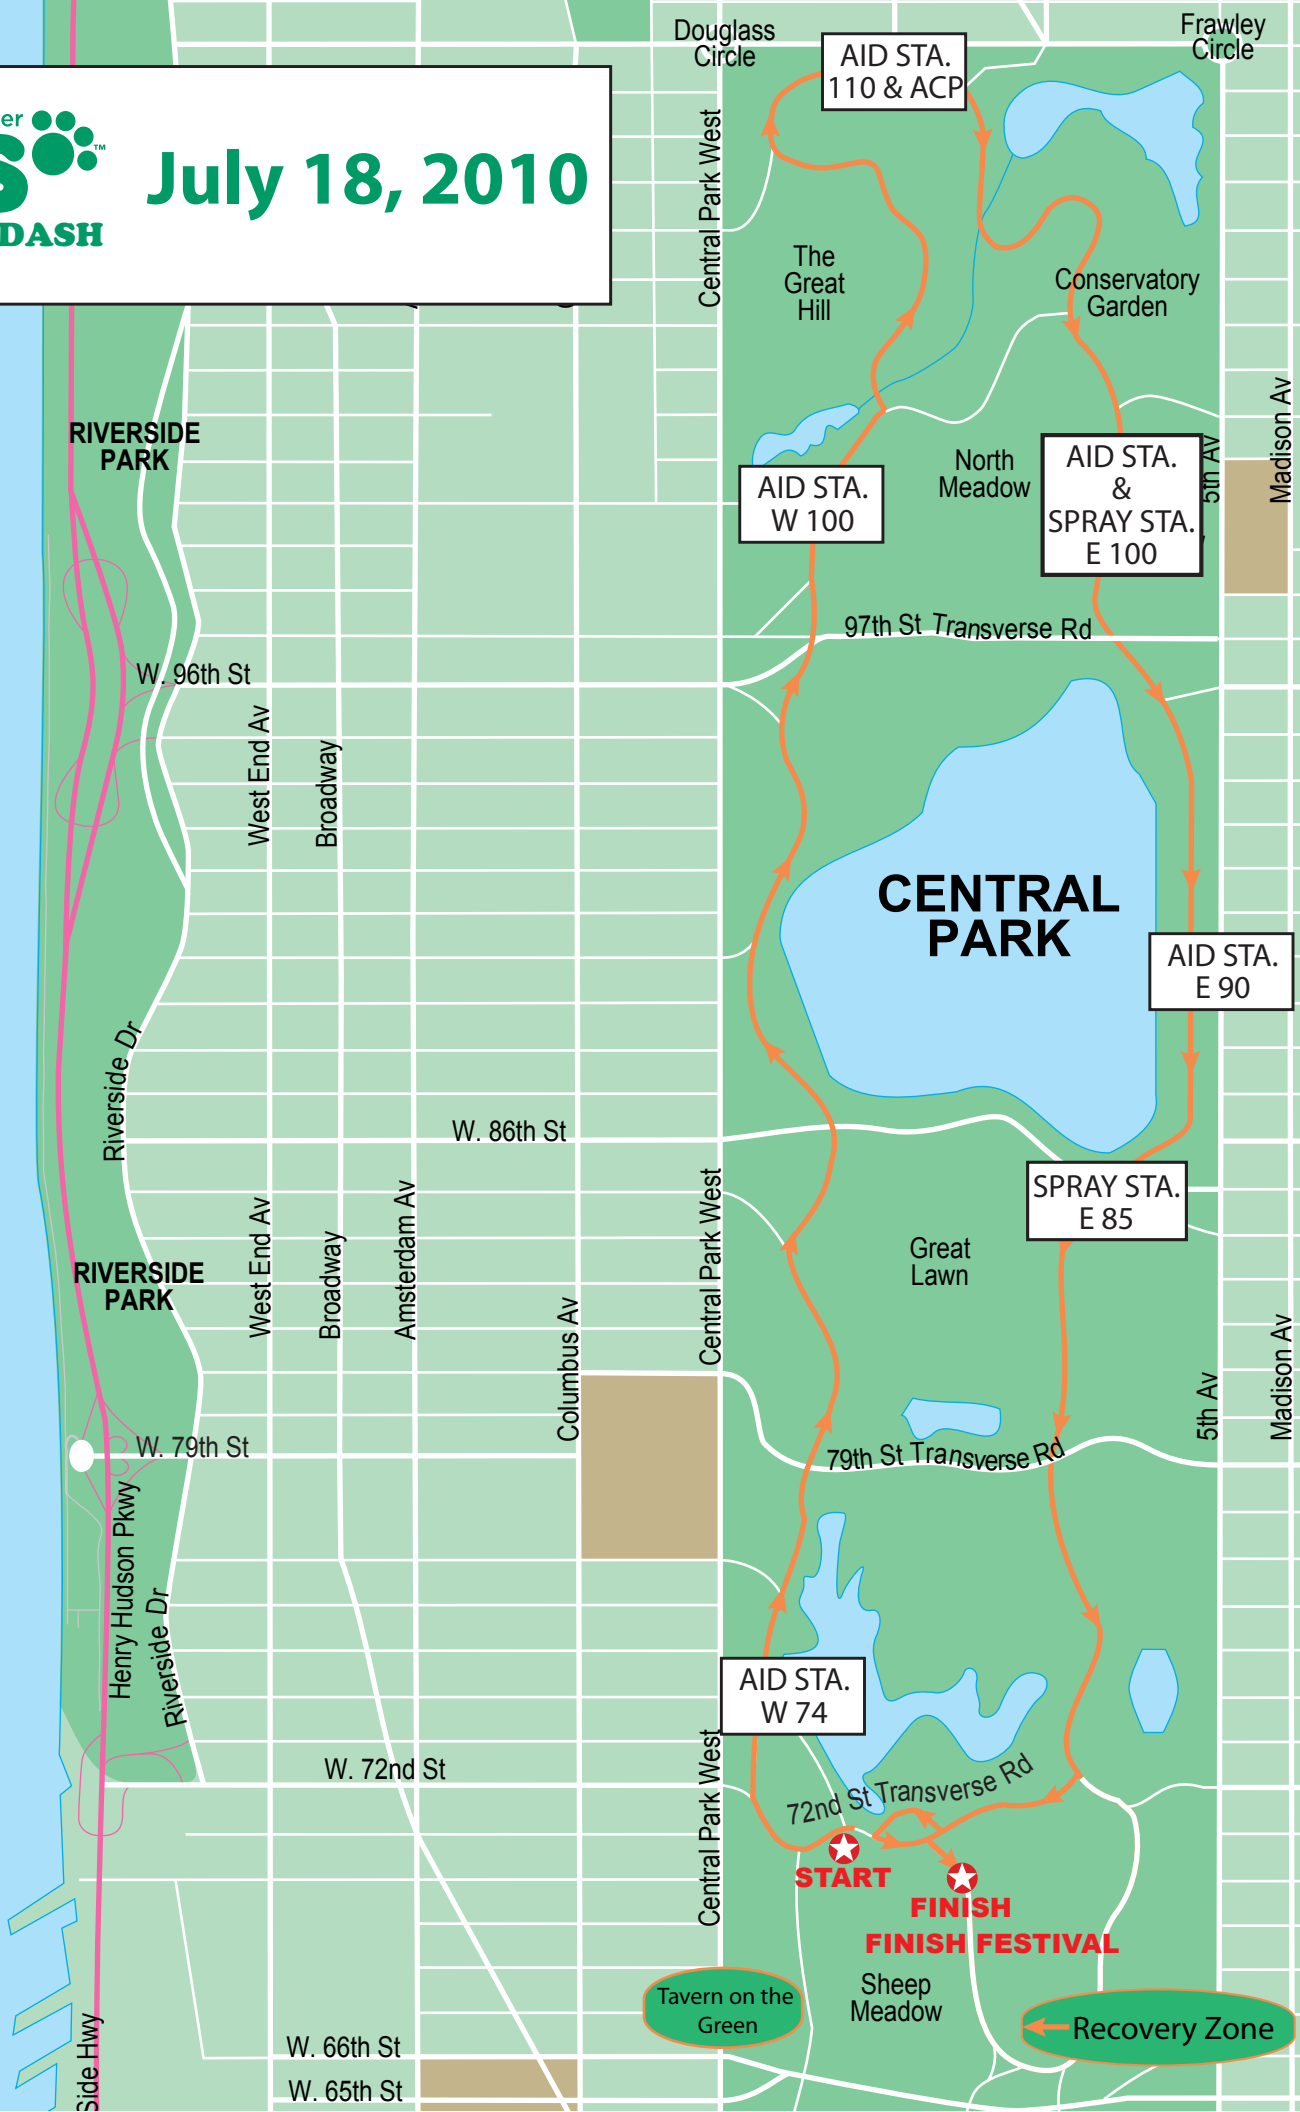 Douglass
Circle
Frawley
Circle
AID STA.
110 & ACP
er
S
™
DASH
July 18, 2010
Central Park West
The
Great
Hill
Conservatory
Garden
RIVERSIDE
PARK
Madison Av
5th Av
North
Meadow
AID STA.
&
SPRAY STA.
E 100
AID STA.
W 100
97th St Transverse Rd
W. 96th St
West End Av
Broadway
CENTRAL
PARK
AID STA.
E 90
Riverside Dr
W. 86th St
SPRAY STA.
E 85
Central Park West
West End Av
Broadway
Amsterdam Av
Great
Lawn
RIVERSIDE
PARK
Columbus Av
Madison Av
5th Av
W. 79th St
79th St Transverse Rd
Henry Hudson Pkwy
Riverside Dr
AID STA.
W 74
Central Park West
W. 72nd St
72nd St Transverse Rd
START
FINISH
FINISH FESTIVAL
Sheep
Meadow
Tavern on the
Green
Recovery Zone
Side Hwy
W. 66th St
W. 65th St